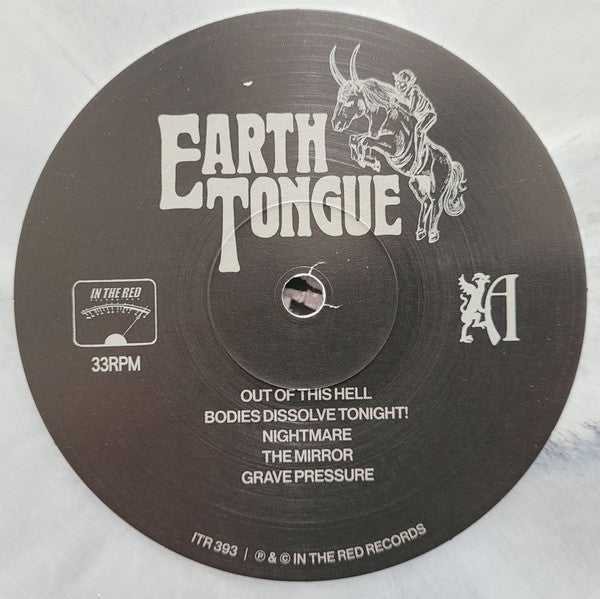 EARTH
TONGUE
IN THE RED
33RPM
A
OUT OF THIS HELL
BODIES DISSOLVE TONIGHT!
NIGHTMARE
THE MIRROR
GRAVE PRESSURE
ITR 393 | ℗ & © IN THE RED RECORDS